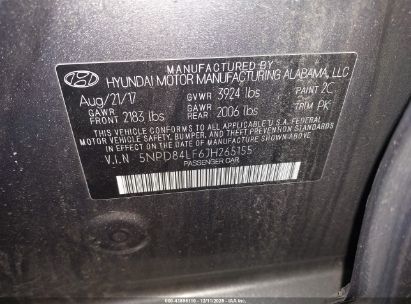 MANUFACTURED BY
HYUNDAI MOTOR MANUFACTURING ALABAMA, LLC
Aug/21/17 GVWR 3924 lbs PAINT 2C
GAWR FRONT 2183 lbs GAWR REAR 2006 lbs TRIM PK
THIS VEHICLE CONFORMS TO ALL APPLICABLE FEDERAL
MOTOR VEHICLE SAFETY, BUMPER, AND THEFT PREVENTION STANDARDS
IN EFFECT ON THE DATE OF MANUFACTURE SHOWN ABOVE.
V.I.N 5NPD84LF6JH265155
PASSENGER CAR